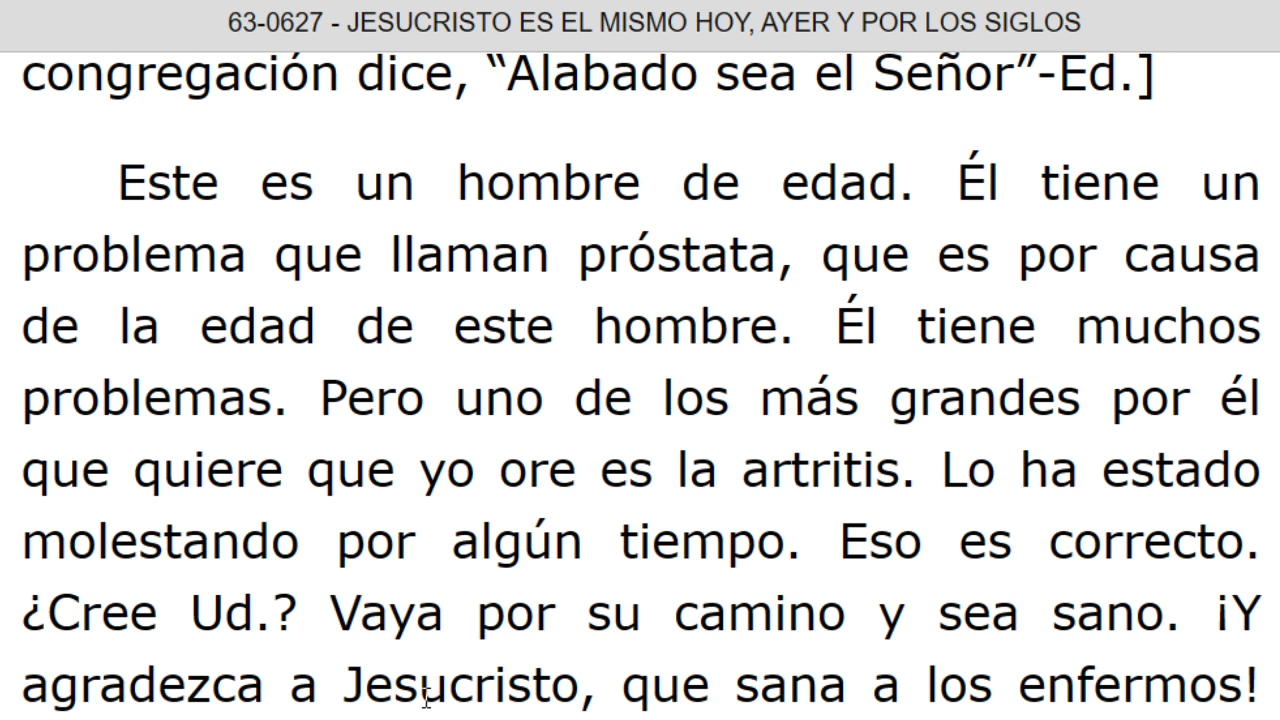 63-0627 - JESUCRISTO ES EL MISMO HOY, AYER Y POR LOS SIGLOS
congregación dice, “Alabado sea el Señor”-Ed.]
Este es un hombre de edad. Él tiene un
problema que llaman próstata, que es por causa
de la edad de este hombre. Él tiene muchos
problemas. Pero uno de los más grandes por él
que quiere que yo ore es la artritis. Lo ha estado
molestando por algún tiempo. Eso es correcto.
¿Cree Ud.? Vaya por su camino y sea sano. ¡Y
agradezca a Jesucristo, que sana a los enfermos!